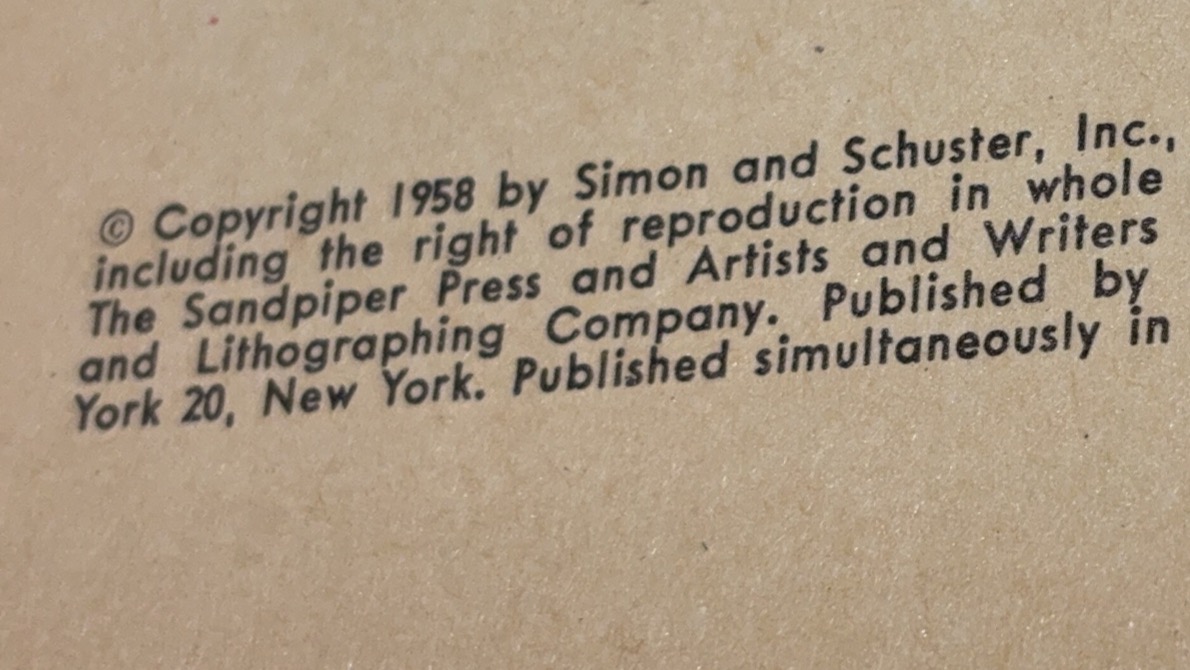 © Copyright 1958 by Simon and Schuster, Inc.,
including the right of reproduction in whole
The Sandpiper Press and Artists and Writers
and Lithographing Company. Published by
York 20, New York. Published simultaneously in